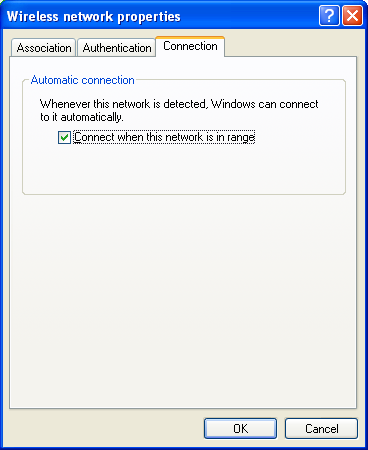 Wireless network properties
Association Authentication Connection
Automatic connection
Whenever this network is detected, Windows can connect
to it automatically.
Connect when this network is in range
OK Cancel